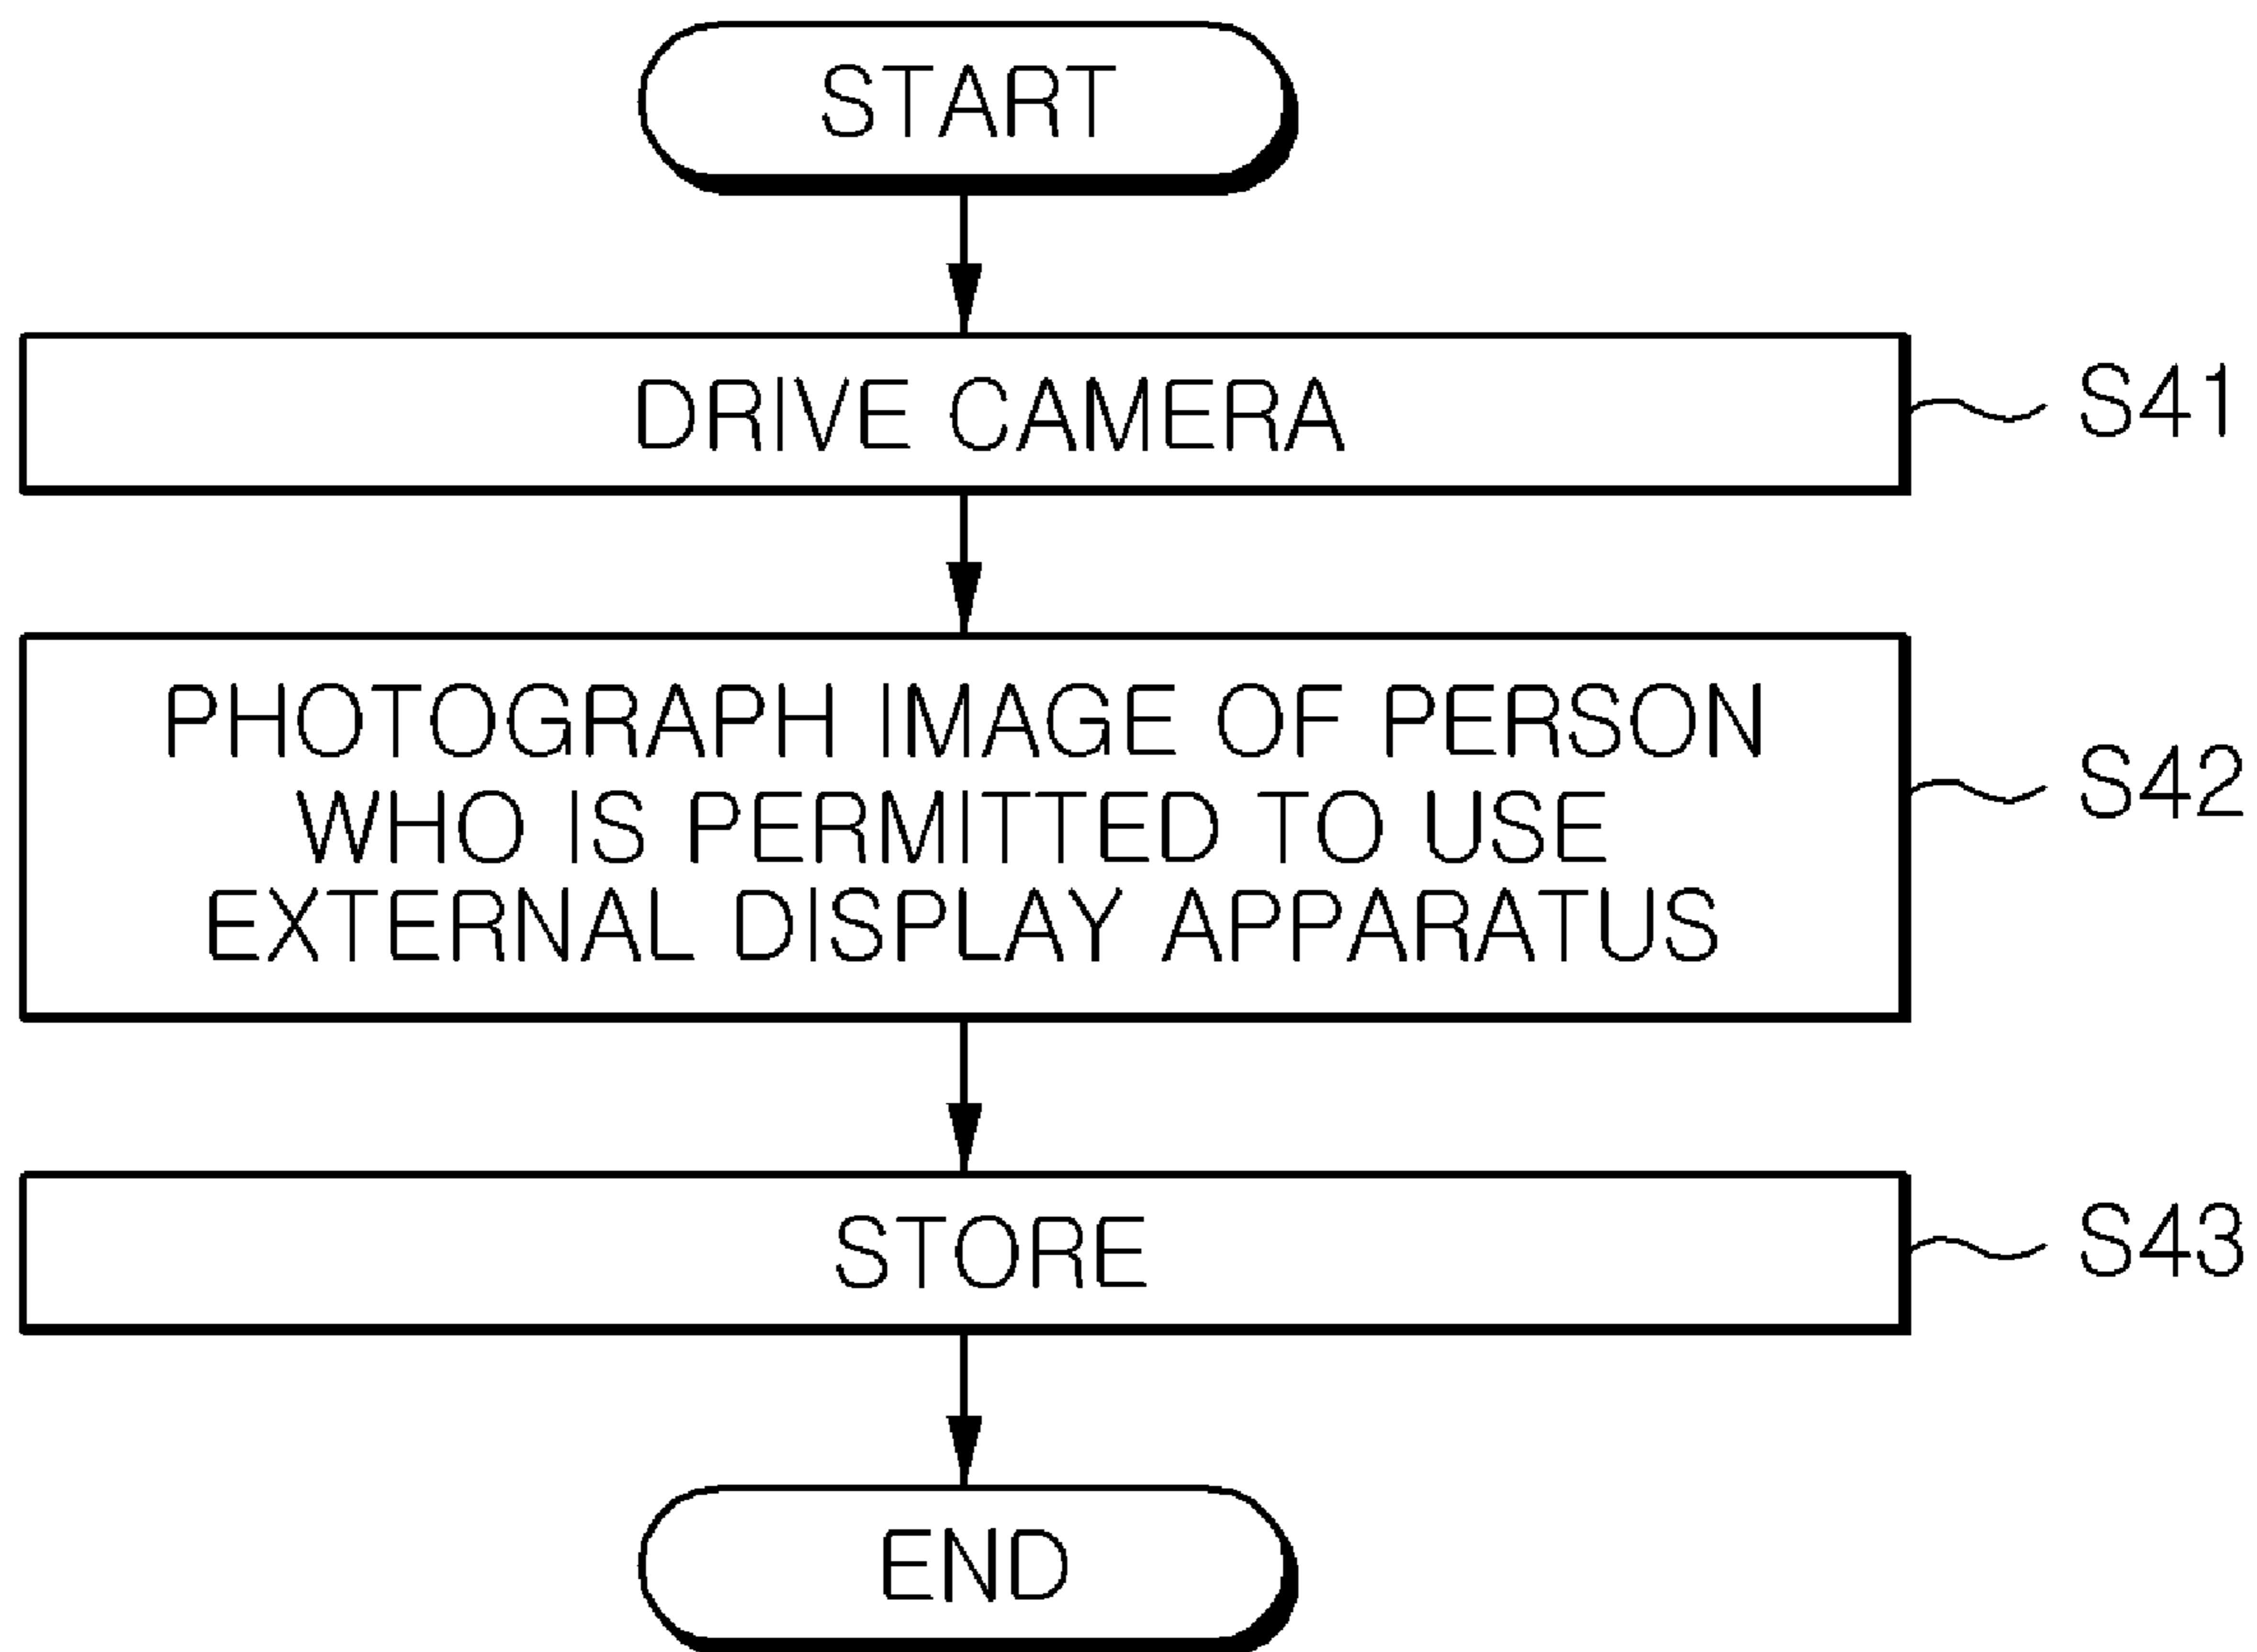 START
DRIVE CAMERA
S41
PHOTOGRAPH IMAGE OF PERSON
WHO IS PERMITTED TO USE
EXTERNAL DISPLAY APPARATUS
S42
STORE
S43
END